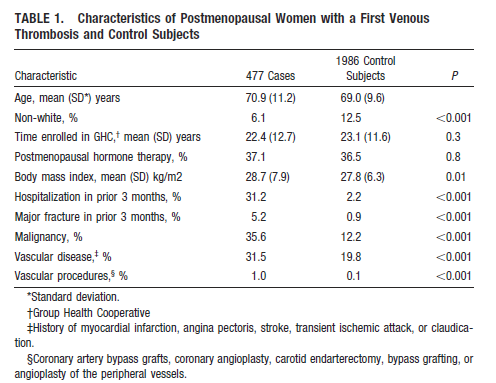 TABLE 1. Characteristics of Postmenopausal Women with a First Venous
Thrombosis and Control Subjects
Characteristic 477 Cases 1986 Control Subjects P
Age, mean (SD*) years 70.9 (11.2) 69.0 (9.6)
Non-white, % 6.1 12.5 <0.001
Time enrolled in GHC,† mean (SD) years 22.4 (12.7) 23.1 (11.6) 0.3
Postmenopausal hormone therapy, % 37.1 36.5 0.8
Body mass index, mean (SD) kg/m2 28.7 (7.9) 27.8 (6.3) 0.01
Hospitalization in prior 3 months, % 31.2 2.2 <0.001
Major fracture in prior 3 months, % 5.2 0.9 <0.001
Malignancy, % 35.6 12.2 <0.001
Vascular disease,‡ % 31.5 19.8 <0.001
Vascular procedures,§ % 1.0 0.1 <0.001
*Standard deviation.
†Group Health Cooperative
‡History of myocardial infarction, angina pectoris, stroke, transient ischemic attack, or claudica-
tion.
§Coronary artery bypass grafts, coronary angioplasty, carotid endarterectomy, bypass grafting, or
angioplasty of the peripheral vessels.